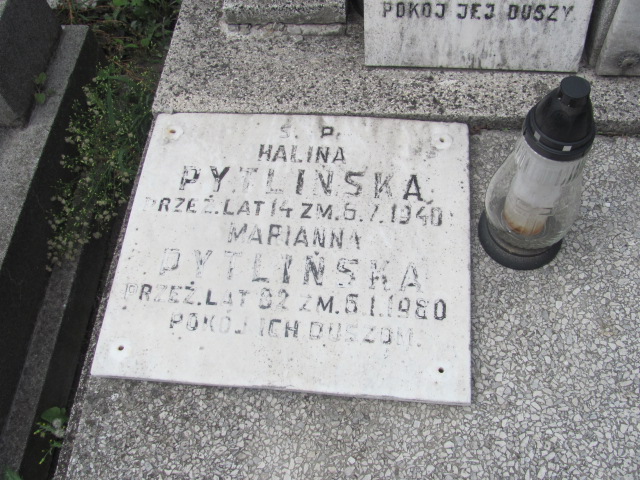 POKÓJ JEJ DUSZY
Ś. P.
HALINA
PYTLIŃSKA
PRZEŻ. LAT 14 ZM. 6.7.1940
MARIANNA
PYTLIŃSKA
PRZEŻ. LAT 82 ZM. 6.1.1980
POKÓJ ICH DUSZOM.